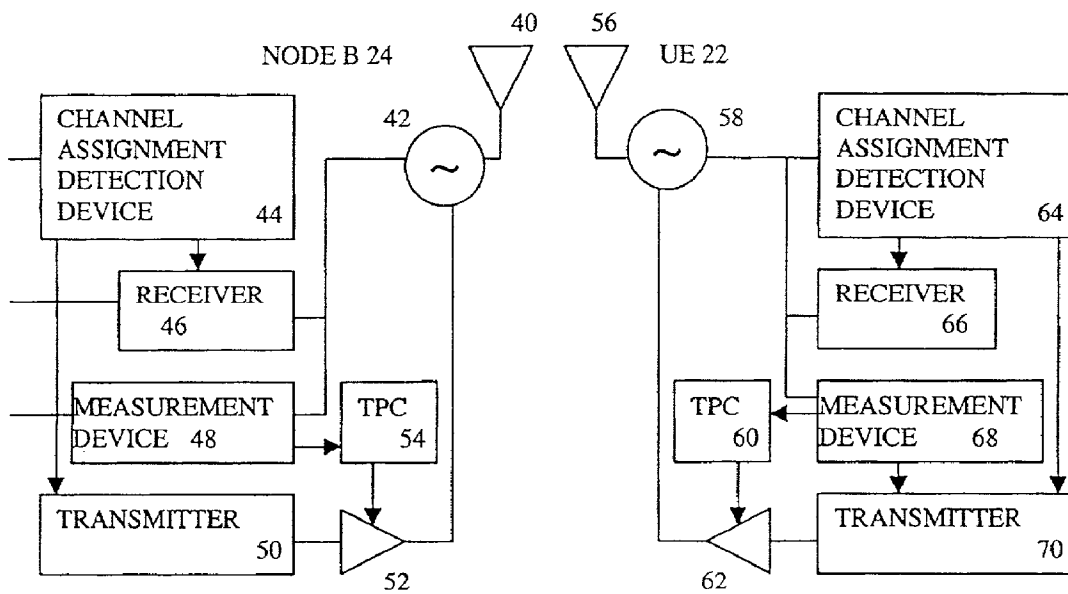 40
56
NODE B 24
UE 22
42
58
CHANNEL
ASSIGNMENT
DETECTION
DEVICE
44
~
~
CHANNEL
ASSIGNMENT
DETECTION
DEVICE
64
RECEIVER
46
RECEIVER
66
MEASUREMENT
DEVICE 48
TPC
54
TPC
60
MEASUREMENT
DEVICE 68
TRANSMITTER
50
52
62
TRANSMITTER
70